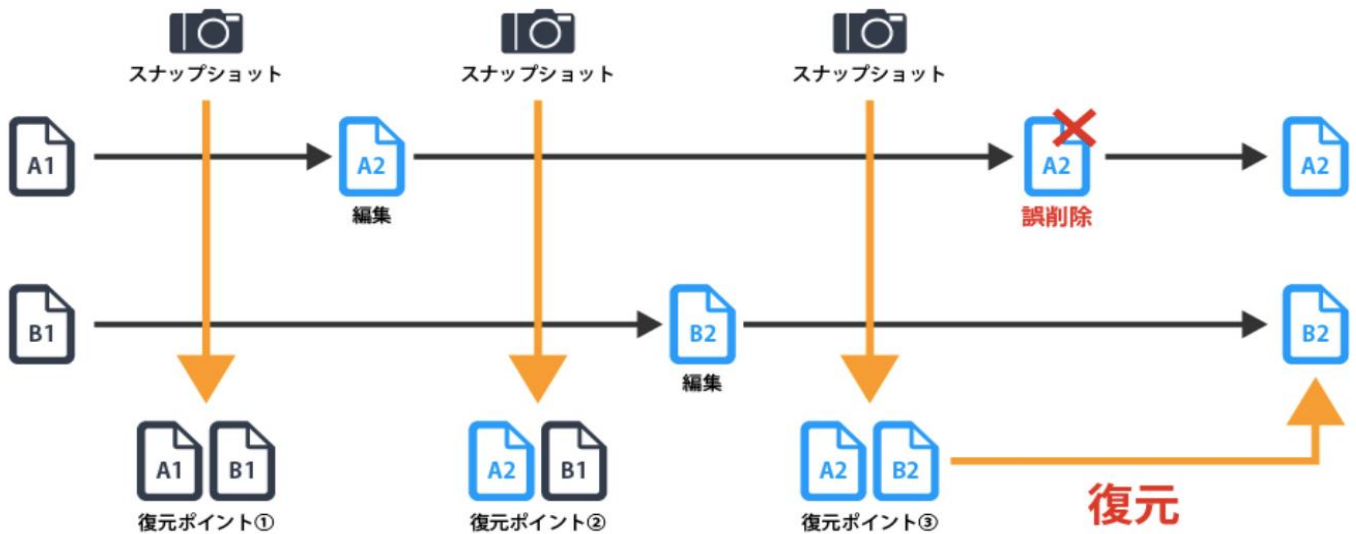 スナップショット
スナップショット
スナップショット
A1
A2
A2
A2
編集
誤削除
B1
B2
B2
編集
A1
B1
A2
B1
A2
B2
復元ポイント①
復元ポイント②
復元ポイント③
復元